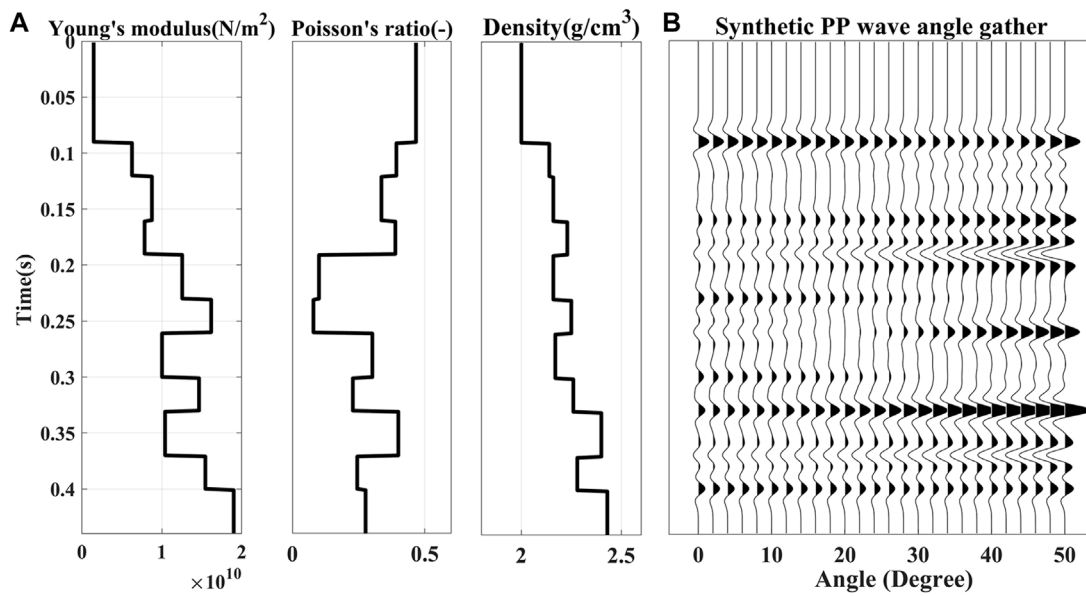 A Young's modulus(N/m²) Poisson's ratio(-) Density(g/cm³) B Synthetic PP wave angle gather
0
0.05
0.1
0.15
0.2
0.25
0.3
0.35
0.4
Time(s)
0 1 2 0 0.5 2 2.5 0 10 20 30 40 50
×10¹⁰ Angle (Degree)